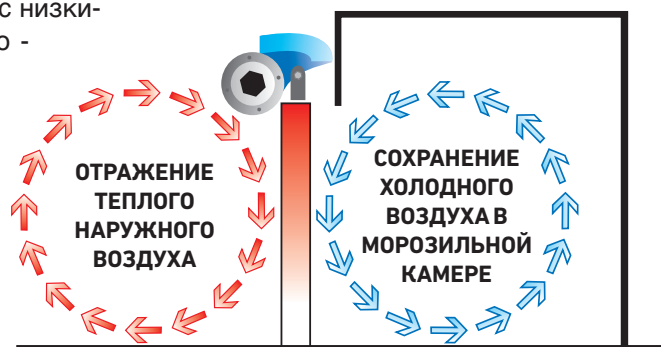 с низки-
о -
ОТРАЖЕНИЕ
ТЕПЛОГО
НАРУЖНОГО
ВОЗДУХА
СОХРАНЕНИЕ
ХОЛОДНОГО
ВОЗДУХА В
МОРОЗИЛЬНОЙ
КАМЕРЕ